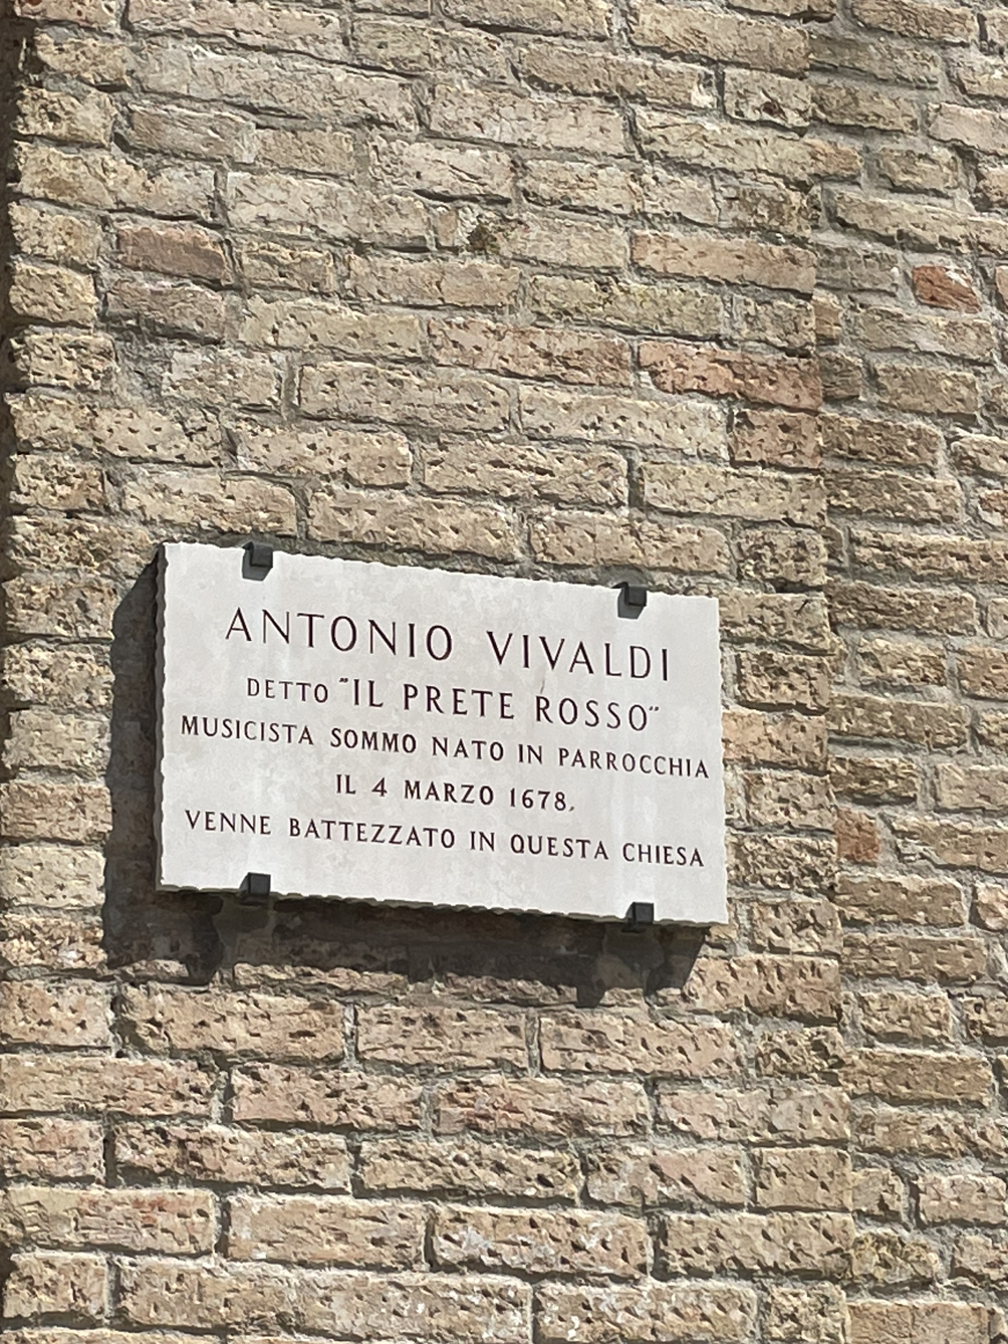 ANTONIO VIVALDI
DETTO "IL PRETE ROSSO"
MUSICISTA SOMMO NATO IN PARROCCHIA
IL 4 MARZO 1678,
VENNE BATTEZZATO IN QUESTA CHIESA